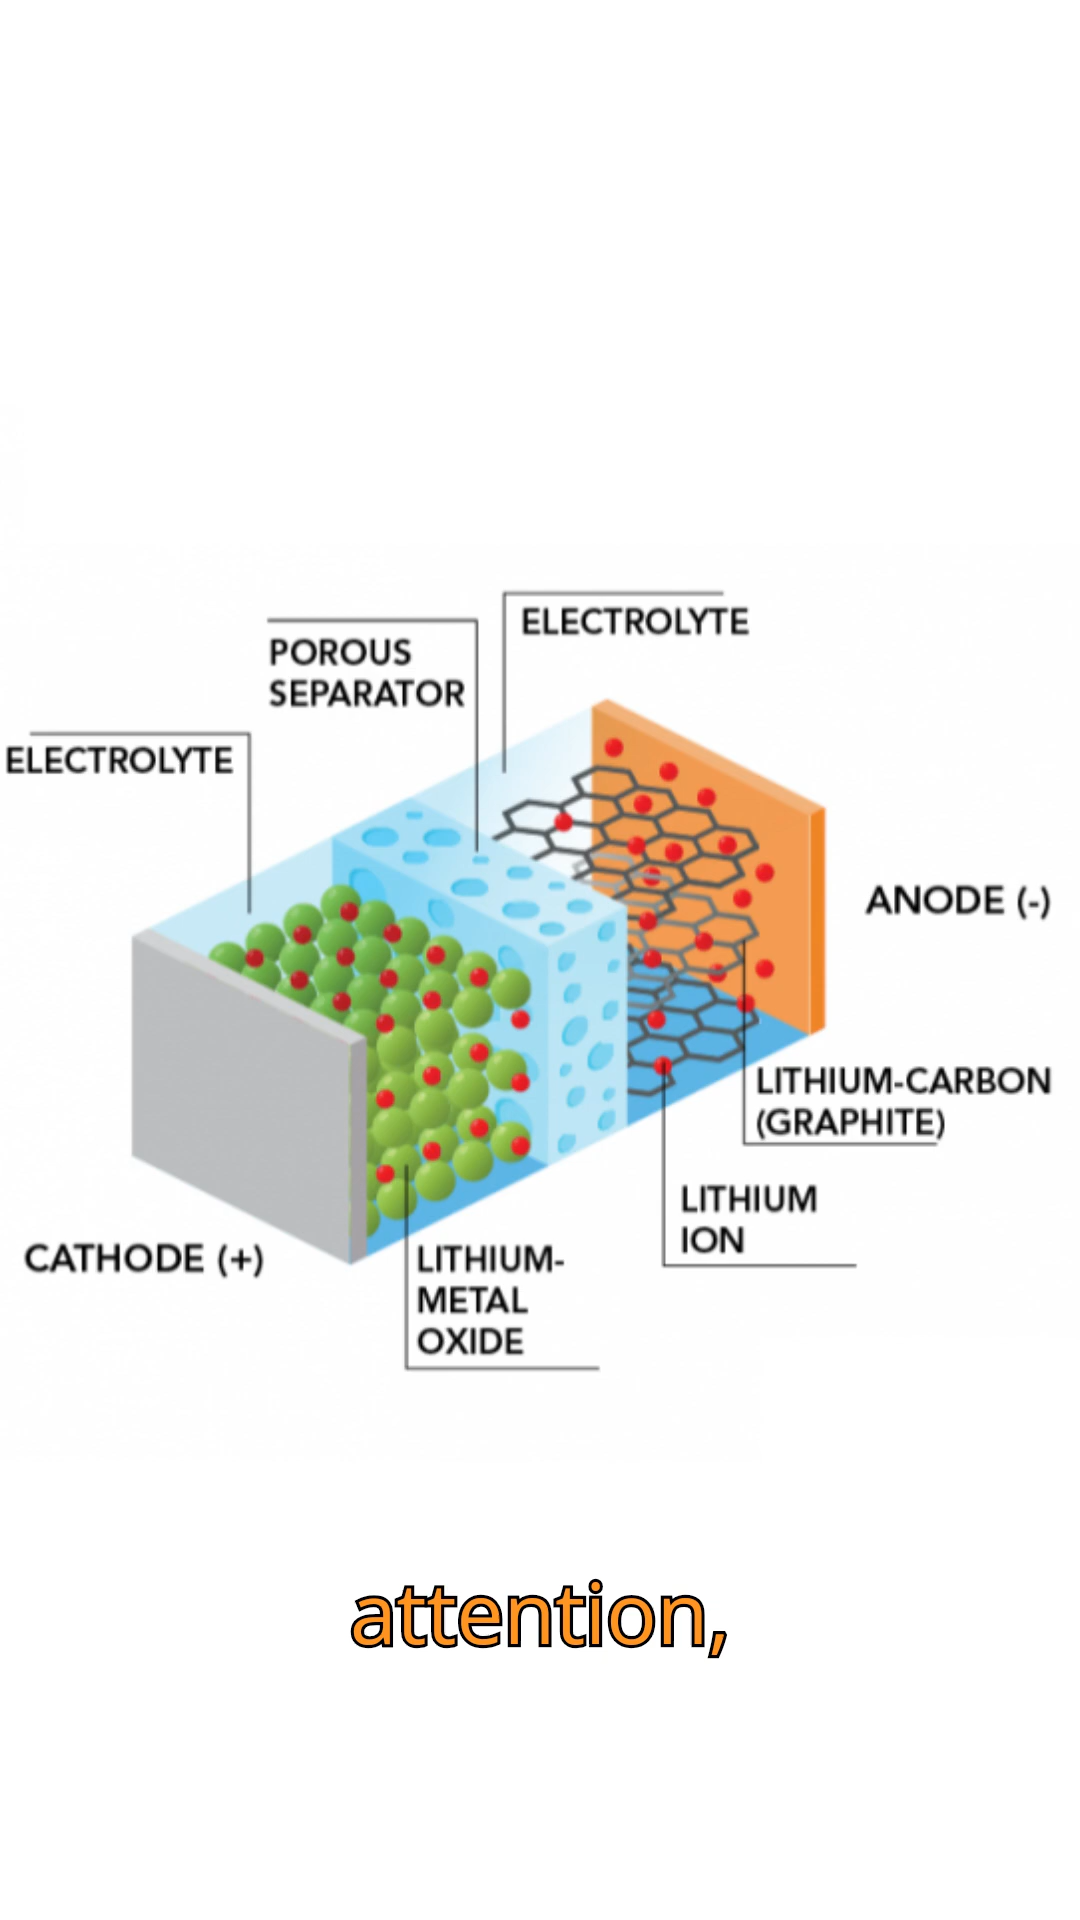 ELECTROLYTE
POROUS
SEPARATOR
ELECTROLYTE
ANODE (-)
LITHIUM-CARBON
(GRAPHITE)
LITHIUM
ION
CATHODE (+)
LITHIUM-
METAL
OXIDE
attention,